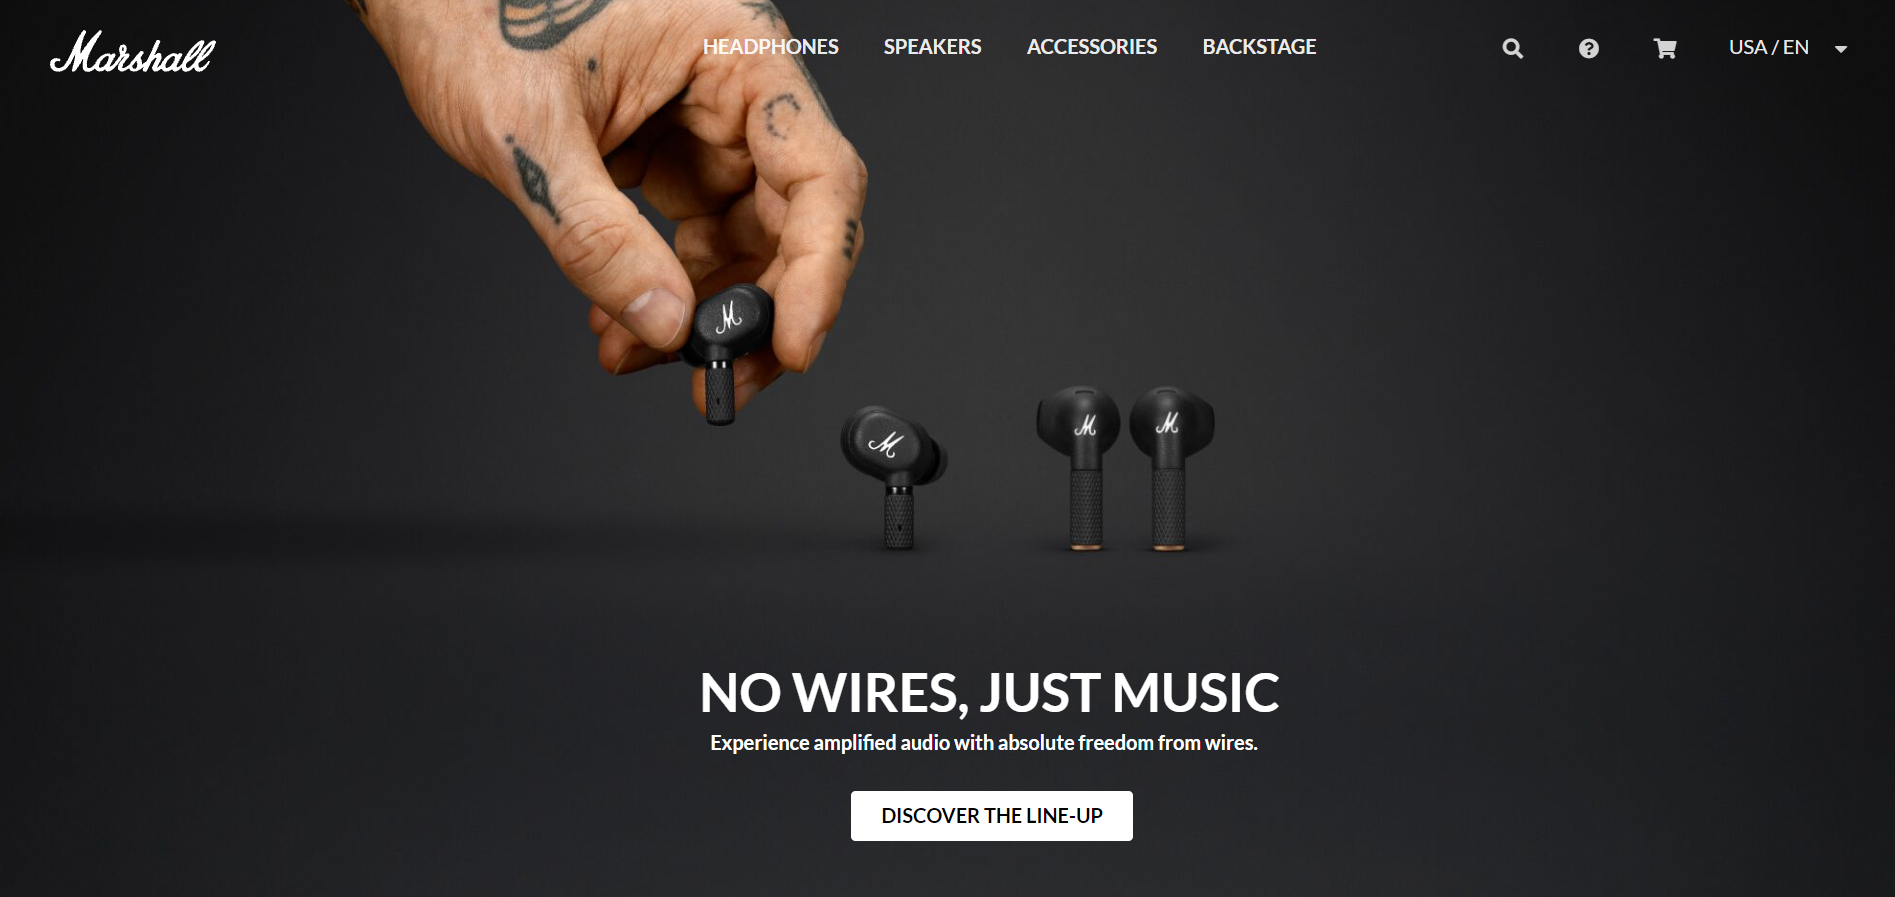 Marshall
HEADPHONES SPEAKERS ACCESSORIES BACKSTAGE
USA / EN
M
M
M
M
NO WIRES, JUST MUSIC
Experience amplified audio with absolute freedom from wires.
DISCOVER THE LINE-UP